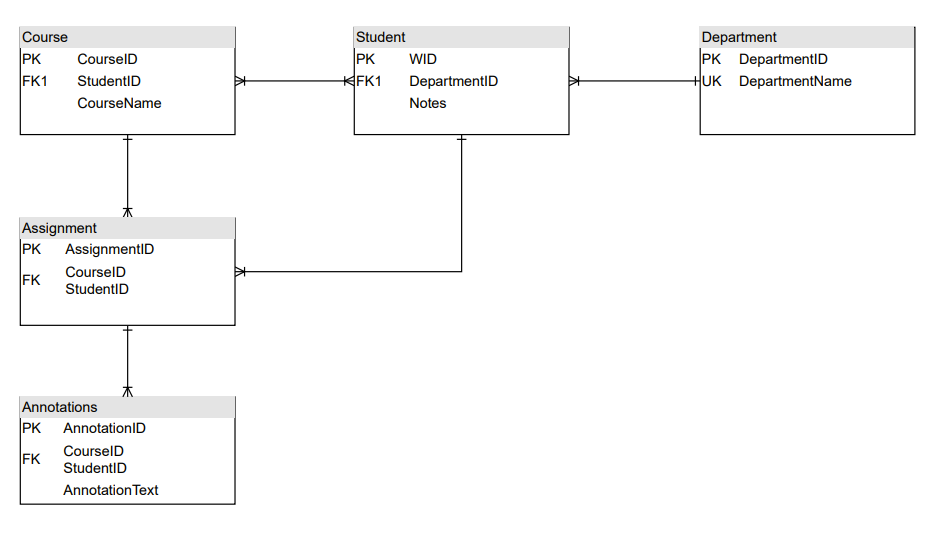 Course
PK CourseID
FK1 StudentID
CourseName
Student
PK WID
FK1 DepartmentID
Notes
Department
PK DepartmentID
UK DepartmentName
Assignment
PK AssignmentID
FK CourseID
StudentID
Annotations
PK AnnotationID
FK CourseID
StudentID
AnnotationText